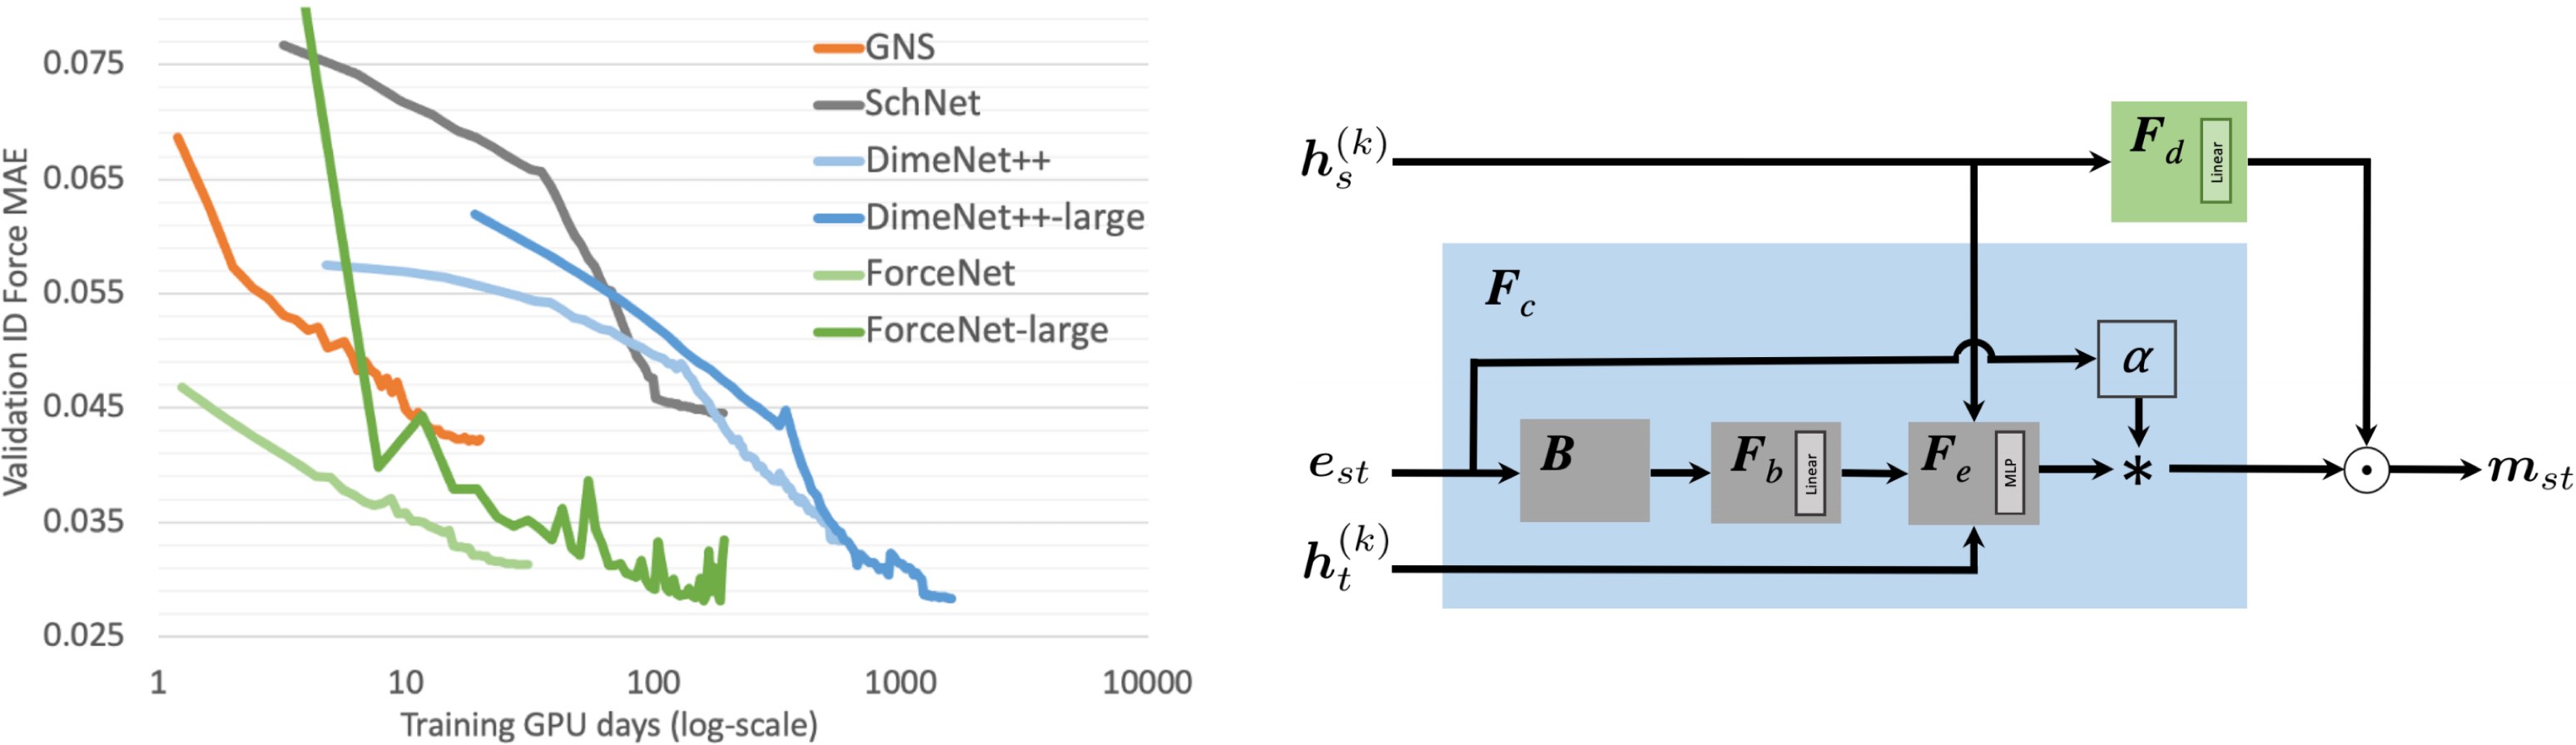 Validation ID Force MAE
0.075
0.065
0.055
0.045
0.035
0.025
1 10 100 1000 10000
Training GPU days (log-scale)
GNS
SchNet
DimeNet++
DimeNet++-large
ForceNet
ForceNet-large
h_s^{(k)}
F_d Linear
F_c
α
e_{st}
B
F_b Linear
F_e MLP
*
m_{st}
h_t^{(k)}